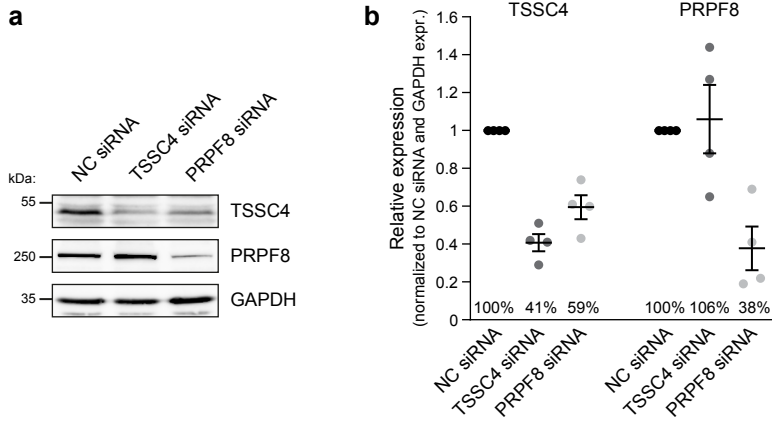 a
NC siRNA
TSSC4 siRNA
PRPF8 siRNA
kDa:
55
TSSC4
250
PRPF8
35
GAPDH
b
TSSC4
PRPF8
Relative expression
(normalized to NC siRNA and GAPDH expr.)
1.6
1.4
1.2
1
0.8
0.6
0.4
0.2
0
100% 41% 59% 100% 106% 38%
NC siRNA
TSSC4 siRNA
PRPF8 siRNA
NC siRNA
TSSC4 siRNA
PRPF8 siRNA